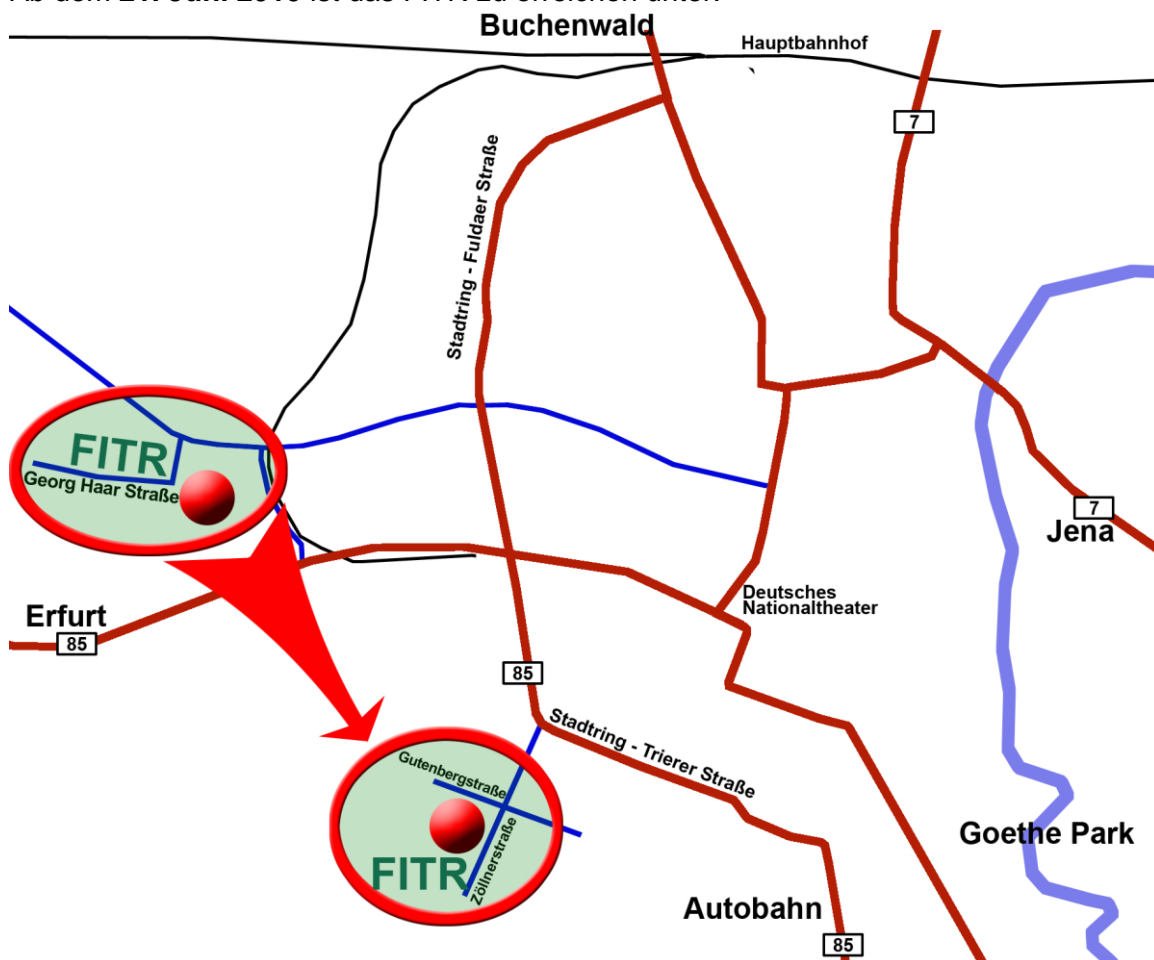 Buchenwald
Hauptbahnhof
7
Stadtring - Fuldaer Straße
FITR
Georg Haar Straße
7
Jena
Deutsches
Nationaltheater
Erfurt
85
85
Stadtring - Trierer Straße
Gutenbergstraße
Zöllnerstraße
FITR
Goethe Park
Autobahn
85